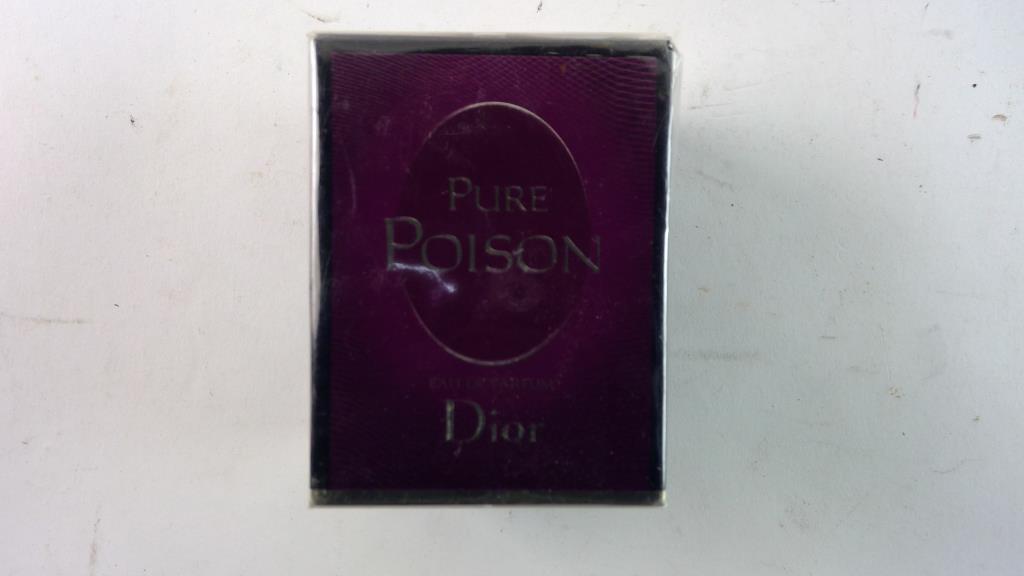 PURE
POISON
EAU DE PARFUM
Dior